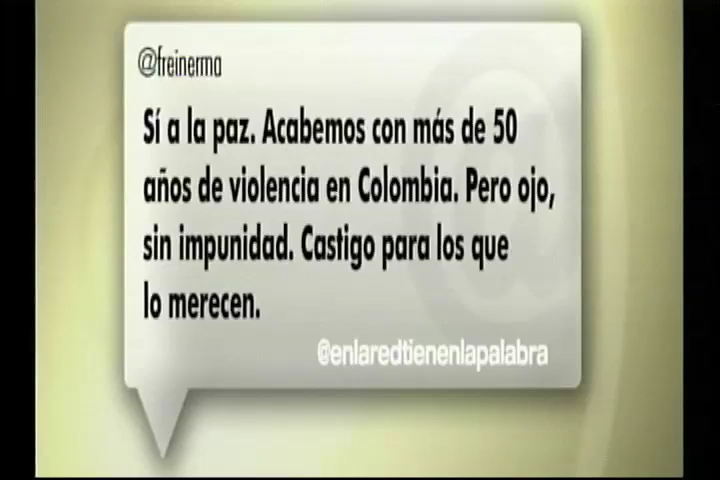 @freinerma
Sí a la paz. Acabemos con más de 50
años de violencia en Colombia. Pero ojo,
sin impunidad. Castigo para los que
lo merecen.
@enlaredtienenlapalabra